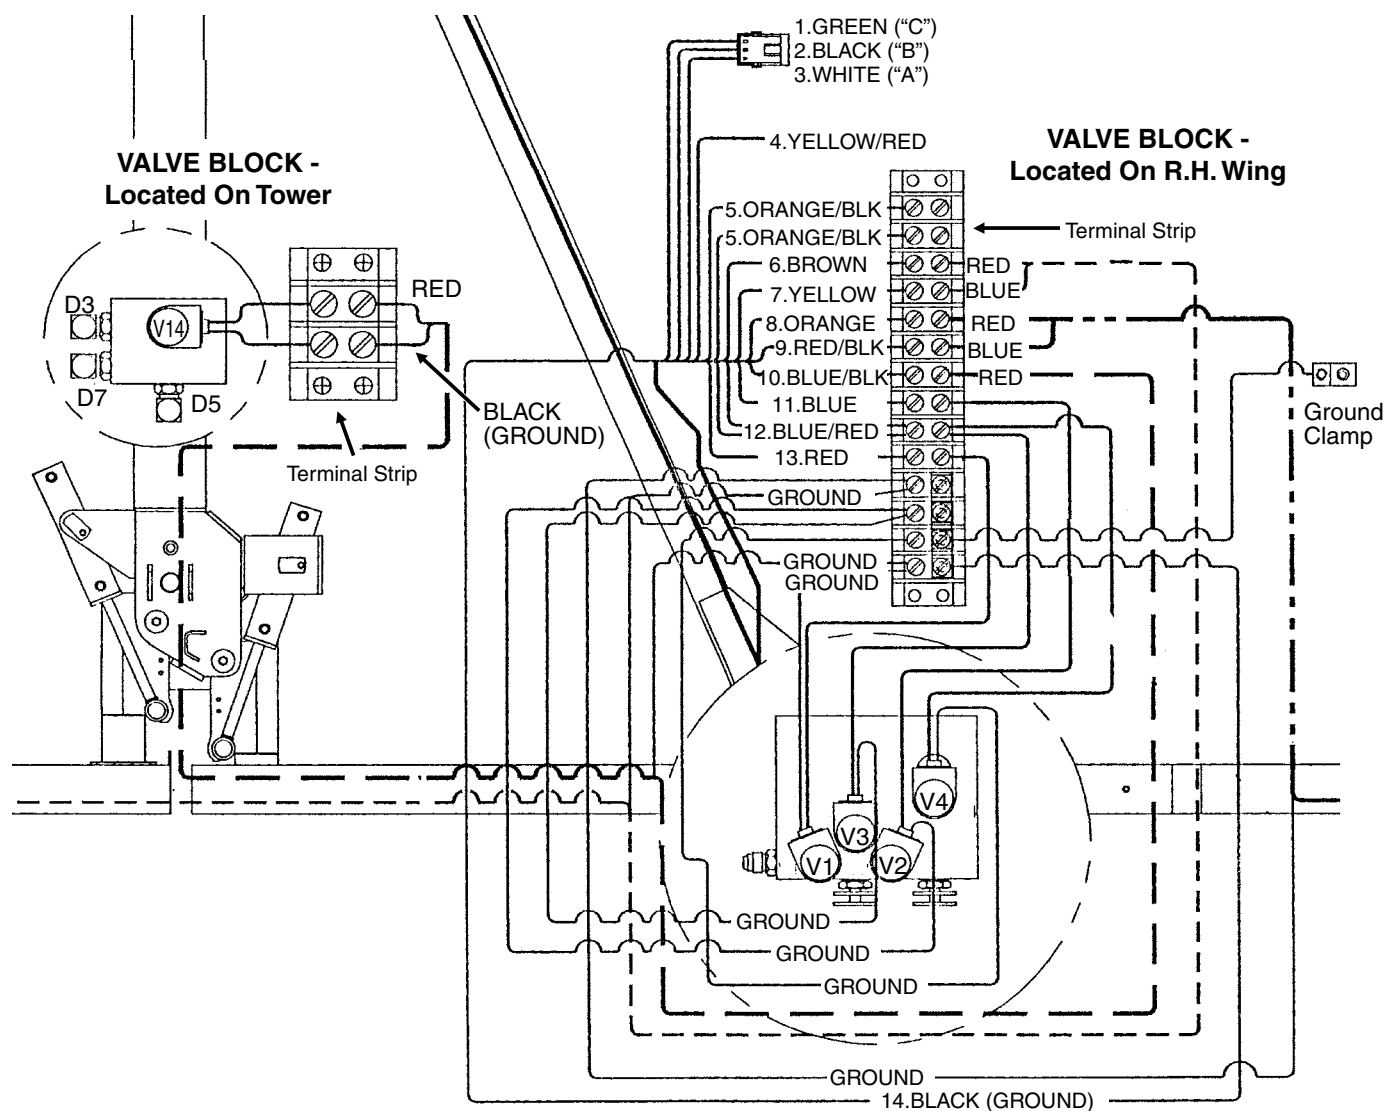 1.GREEN (“C”)
2.BLACK (“B”)
3.WHITE (“A”)
4.YELLOW/RED
VALVE BLOCK -
Located On R.H. Wing
VALVE BLOCK -
Located On Tower
Terminal Strip
5.ORANGE/BLK
5.ORANGE/BLK
6.BROWN
RED
7.YELLOW
BLUE
8.ORANGE
RED
9.RED/BLK
BLUE
10.BLUE/BLK
RED
11.BLUE
12.BLUE/RED
13.RED
GROUND
GROUND
GROUND
Ground
Clamp
RED
D3
V14
D7
D5
BLACK
(GROUND)
Terminal Strip
V4
V3
V1
V2
GROUND
GROUND
GROUND
GROUND
14.BLACK (GROUND)